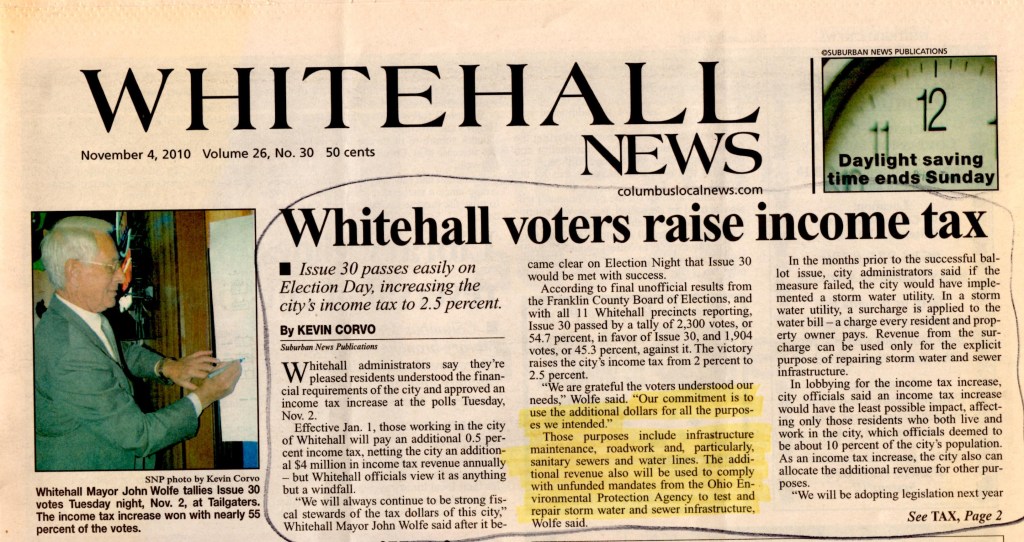 ©SUBURBAN NEWS PUBLICATIONS
WHITEHALL
NEWS
November 4, 2010 Volume 26, No. 30 50 cents
columbuslocalnews.com
12
11
Daylight saving
time ends Sunday
Whitehall voters raise income tax
SNP photo by Kevin Corvo
Whitehall Mayor John Wolfe tallies Issue 30
votes Tuesday night, Nov. 2, at Tailgaters.
The income tax increase won with nearly 55
percent of the votes.
■ Issue 30 passes easily on
Election Day, increasing the
city's income tax to 2.5 percent.
By KEVIN CORVO
Suburban News Publications
Whitehall administrators say they're
pleased residents understood the finan-
cial requirements of the city and approved an
income tax increase at the polls Tuesday,
Nov. 2.
Effective Jan. 1, those working in the city
of Whitehall will pay an additional 0.5 per-
cent income tax, netting the city an addition-
al $4 million in income tax revenue annually
– but Whitehall officials view it as anything
but a windfall.
"We will always continue to be strong fis-
cal stewards of the tax dollars of this city,"
Whitehall Mayor John Wolfe said after it be-
came clear on Election Night that Issue 30
would be met with success.
According to final unofficial results from
the Franklin County Board of Elections, and
with all 11 Whitehall precincts reporting,
Issue 30 passed by a tally of 2,300 votes, or
54.7 percent, in favor of Issue 30, and 1,904
votes, or 45.3 percent, against it. The victory
raises the city's income tax from 2 percent to
2.5 percent.
"We are grateful the voters understood our
needs," Wolfe said. "Our commitment is to
use the additional dollars for all the purpos-
es we intended."
Those purposes include infrastructure
maintenance, roadwork and, particularly,
sanitary sewers and water lines. The addi-
tional revenue also will be used to comply
with unfunded mandates from the Ohio En-
vironmental Protection Agency to test and
repair storm water and sewer infrastructure,
Wolfe said.
In the months prior to the successful bal-
lot issue, city administrators said if the
measure failed, the city would have imple-
mented a storm water utility. In a storm
water utility, a surcharge is applied to the
water bill – a charge every resident and prop-
erty owner pays. Revenue from the sur-
charge can be used only for the explicit
purpose of repairing storm water and sewer
infrastructure.
In lobbying for the income tax increase,
city officials said an income tax increase
would have the least possible impact, affect-
ing only those residents who both live and
work in the city, which officials deemed to
be about 10 percent of the city's population.
As an income tax increase, the city also can
allocate the additional revenue for other pur-
poses.
"We will be adopting legislation next year
See TAX, Page 2